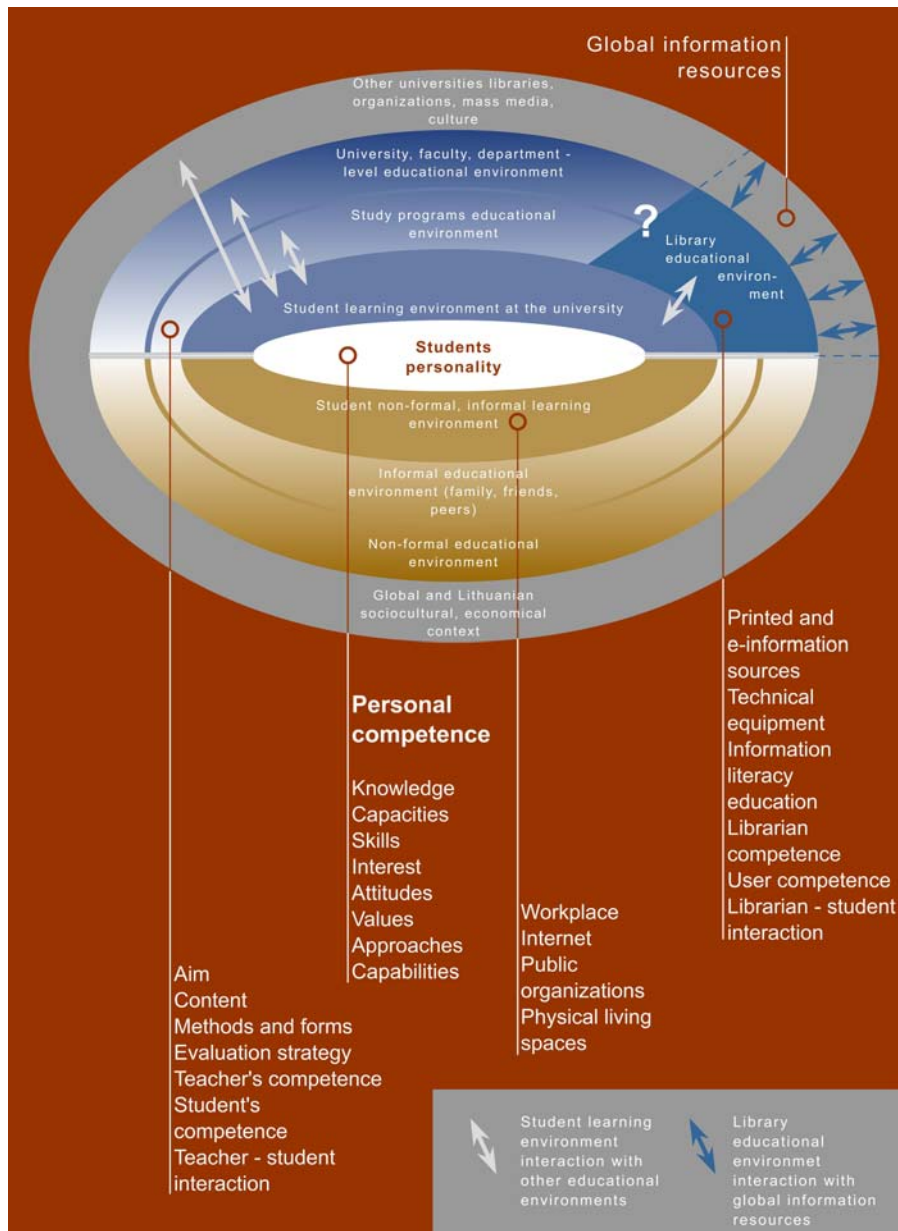 Global information
resources
Other universities libraries,
organizations, mass media,
culture
University, faculty, department -
level educational environment
Study programs educational
environment
?
Library
educational
environ-
ment
Student learning environment at the university
Students
personality
Student non-formal, informal learning
environment
Informal educational
environment (family, friends,
peers)
Non-formal educational
environment
Global and Lithuanian
sociocultural, economical
context
Printed and
e-information
sources
Technical
equipment
Information
literacy
education
Librarian
competence
User competence
Librarian - student
interaction
Personal
competence
Knowledge
Capacities
Skills
Interest
Attitudes
Values
Approaches
Capabilities
Workplace
Internet
Public
organizations
Physical living
spaces
Aim
Content
Methods and forms
Evaluation strategy
Teacher's competence
Student's
competence
Teacher - student
interaction
Student learning
environment
interaction with
other educational
environments
Library
educational
environmet
interaction with
global information
resources